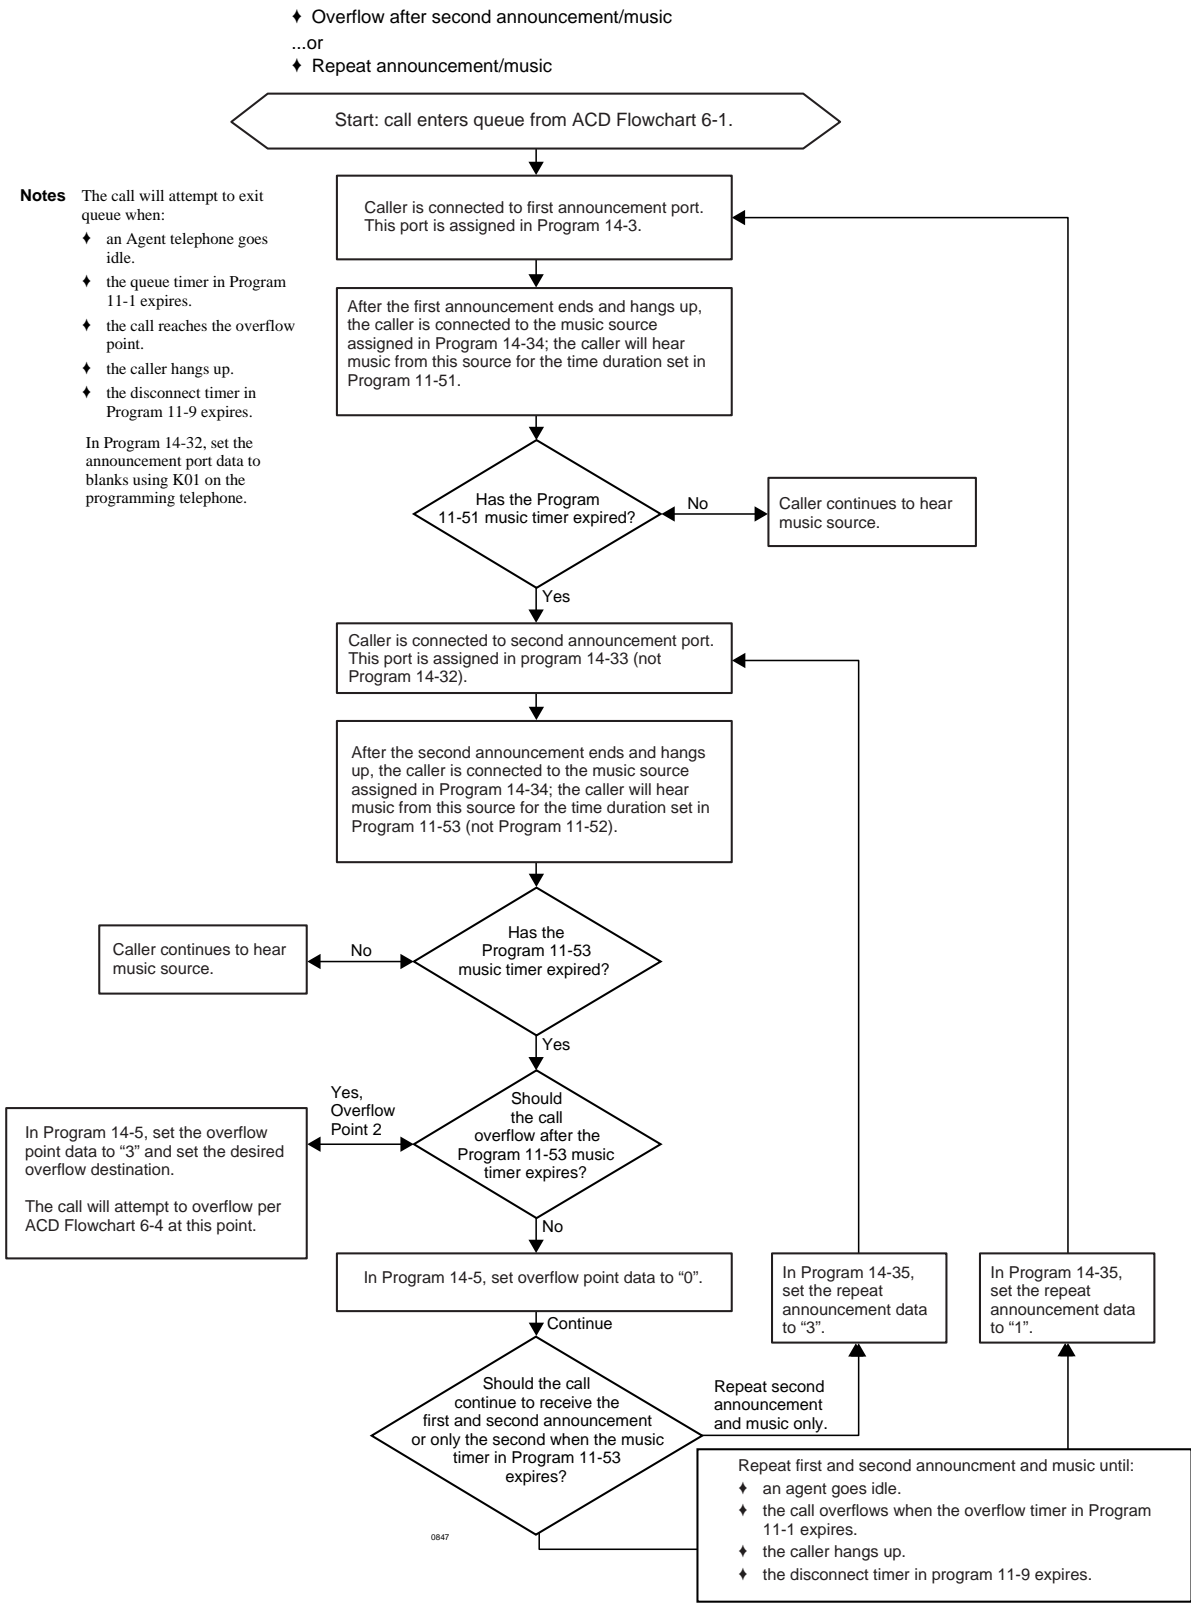 ♦ Overflow after second announcement/music
...or
♦ Repeat announcement/music
Start: call enters queue from ACD Flowchart 6-1.
Notes The call will attempt to exit
queue when:
♦ an Agent telephone goes
idle.
♦ the queue timer in Program
11-1 expires.
♦ the call reaches the overflow
point.
♦ the caller hangs up.
♦ the disconnect timer in
Program 11-9 expires.
In Program 14-32, set the
announcement port data to
blanks using K01 on the
programming telephone.
Caller is connected to first announcement port.
This port is assigned in Program 14-3.
After the first announcement ends and hangs up,
the caller is connected to the music source
assigned in Program 14-34; the caller will hear
music from this source for the time duration set in
Program 11-51.
Has the Program
11-51 music timer expired?
No
Caller continues to hear
music source.
Yes
Caller is connected to second announcement port.
This port is assigned in program 14-33 (not
Program 14-32).
After the second announcement ends and hangs
up, the caller is connected to the music source
assigned in Program 14-34; the caller will hear
music from this source for the time duration set in
Program 11-53 (not Program 11-52).
Has the
Program 11-53
music timer expired?
No
Caller continues to hear
music source.
Yes
Should
the call
overflow after the
Program 11-53 music
timer expires?
Yes,
Overflow
Point 2
In Program 14-5, set the overflow
point data to “3” and set the desired
overflow destination.
The call will attempt to overflow per
ACD Flowchart 6-4 at this point.
No
In Program 14-5, set overflow point data to “0”.
Continue
In Program 14-35,
set the repeat
announcement data
to “3”.
In Program 14-35,
set the repeat
announcement data
to “1”.
Should the call
continue to receive the
first and second announcement
or only the second when the music
timer in Program 11-53
expires?
Repeat second
announcement
and music only.
Repeat first and second announcment and music until:
♦ an agent goes idle.
♦ the call overflows when the overflow timer in Program
11-1 expires.
♦ the caller hangs up.
♦ the disconnect timer in program 11-9 expires.
0847